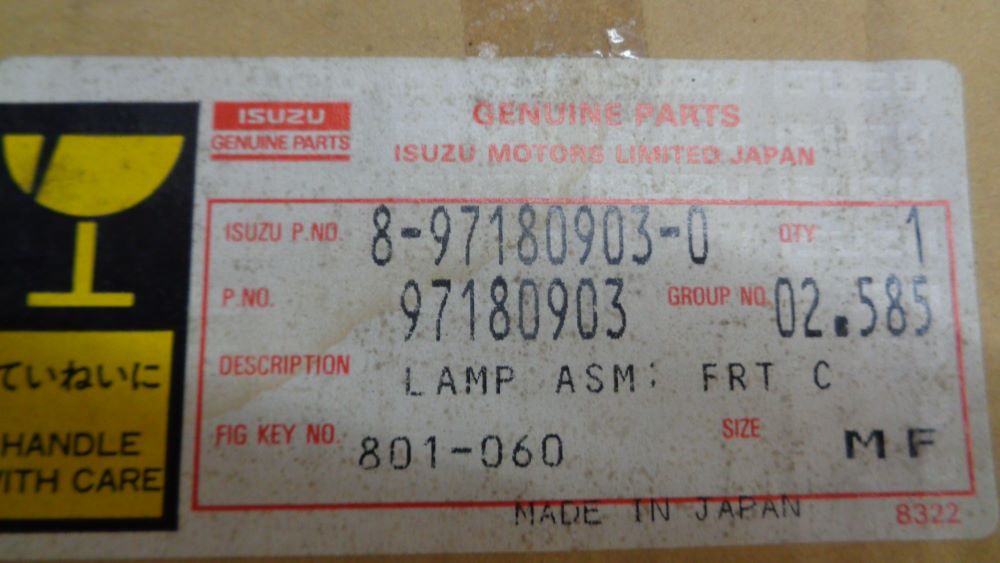 ISUZU
GENUINE PARTS
GENUINE PARTS
ISUZU MOTORS LIMITED JAPAN
ISUZU P.NO. 8-97180903-0 QTY 1
P.NO. 97180903 GROUP NO. 02.585
DESCRIPTION LAMP ASM: FRT C
FIG KEY NO. 801-060 SIZE MF
MADE IN JAPAN 8322
ていねいに
HANDLE
WITH CARE